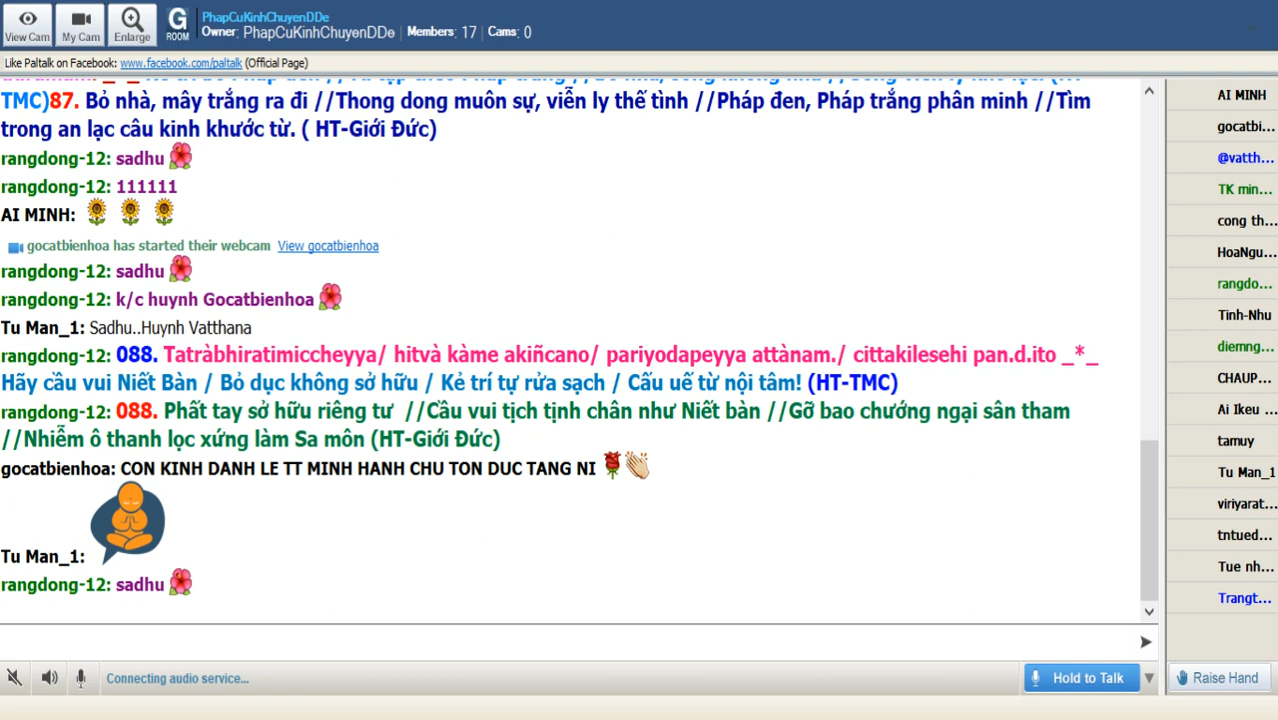 PhapCuKinhChuyenDDe
G
ROOM
Owner: PhapCuKinhChuyenDDe Members: 17 Cams: 0
View Cam My Cam Enlarge
Like Paltalk on Facebook: www.facebook.com/paltalk (Official Page)
TMC)87. Bỏ nhà, mây trắng ra đi //Thong dong muôn sự, viễn ly thế tình //Pháp đen, Pháp trắng phân minh //Tìm
trong an lạc câu kinh khước từ. ( HT-Giới Đức)
rangdong-12: sadhu
rangdong-12: 111111
AI MINH:
gocatbienhoa has started their webcam View gocatbienhoa
rangdong-12: sadhu
rangdong-12: k/c huynh Gocatbienhoa
Tu Man_1: Sadhu..Huynh Vatthana
rangdong-12: 088. Tatràbhiratimiccheyya/ hitvà kàme akiñcano/ pariyodapeyya attànam./ cittakilesehi pan.d.ito _*_
Hãy cầu vui Niết Bàn / Bỏ dục không sở hữu / Kẻ trí tự rửa sạch / Cấu uế từ nội tâm! (HT-TMC)
rangdong-12: 088. Phất tay sở hữu riêng tư //Cầu vui tịch tịnh chân như Niết bàn //Gỡ bao chướng ngại sân tham
//Nhiễm ô thanh lọc xứng làm Sa môn (HT-Giới Đức)
gocatbienhoa: CON KINH DANH LE TT MINH HANH CHU TON DUC TANG NI
Tu Man_1:
rangdong-12: sadhu
Connecting audio service...
Hold to Talk
AI MINH
gocatbi...
@vatth...
TK min...
cong th...
HoaNgu...
rangdo...
Tinh-Nhu
diemng...
CHAUP...
Ai Ikeu ...
tamuy
Tu Man_1
viriyarat...
tntued...
Tue nh...
Trangt...
Raise Hand